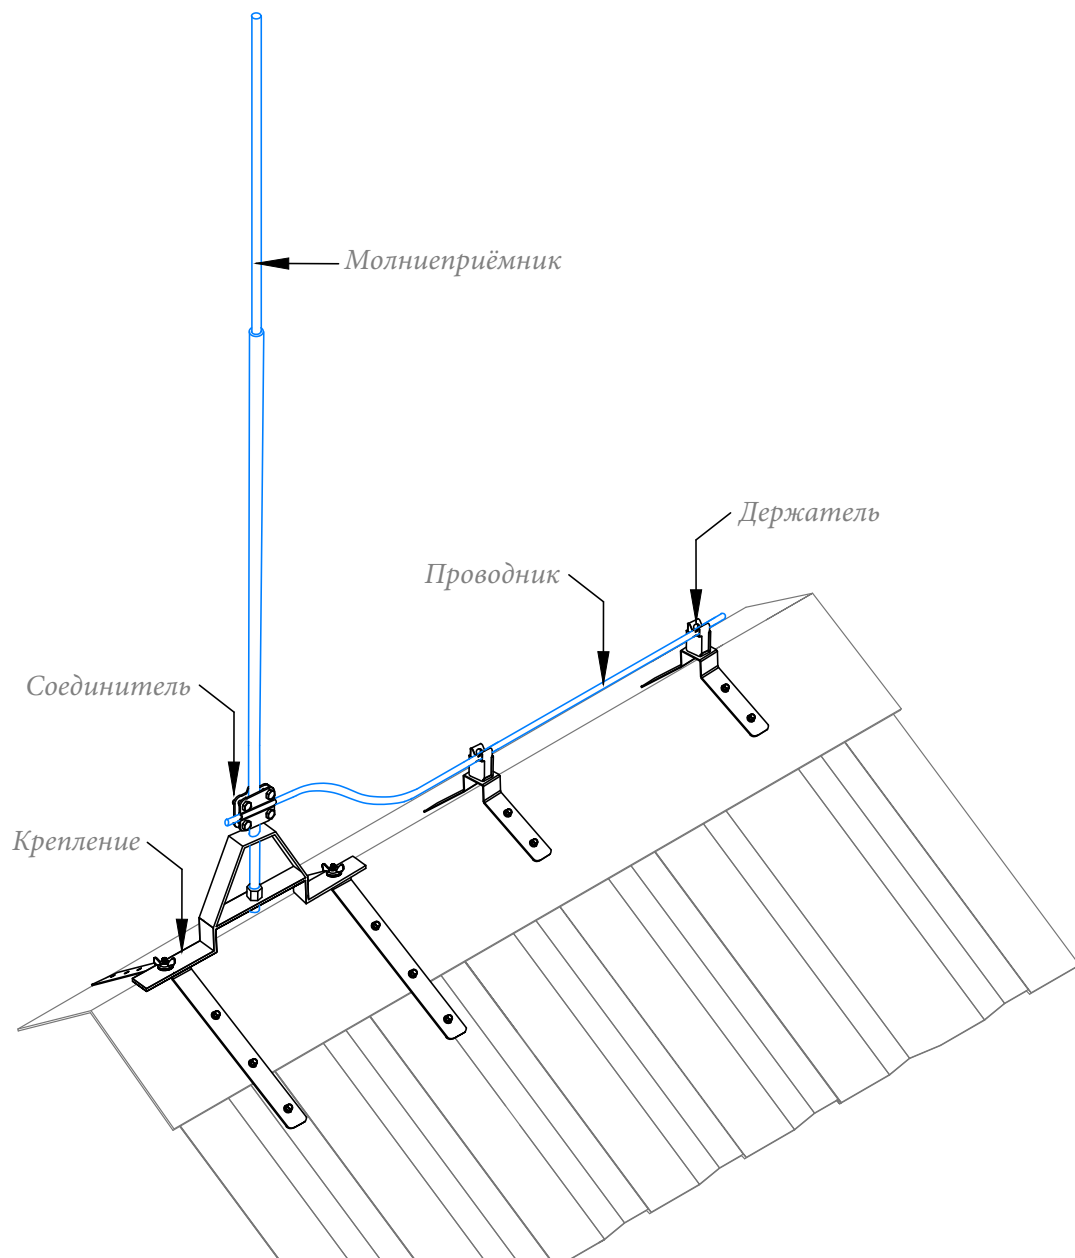 Молниеприёмник
Держатель
Проводник
Соединитель
Крепление